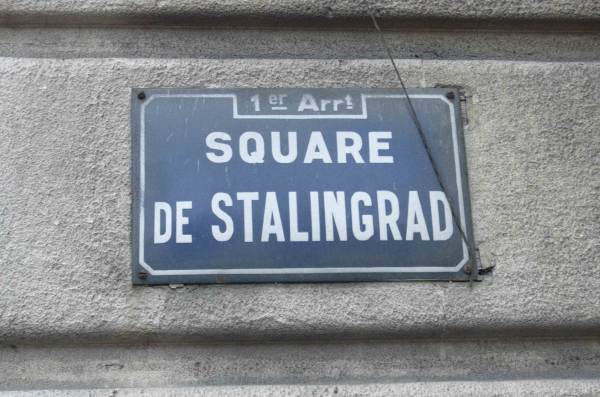 1er Arrt
SQUARE
DE STALINGRAD